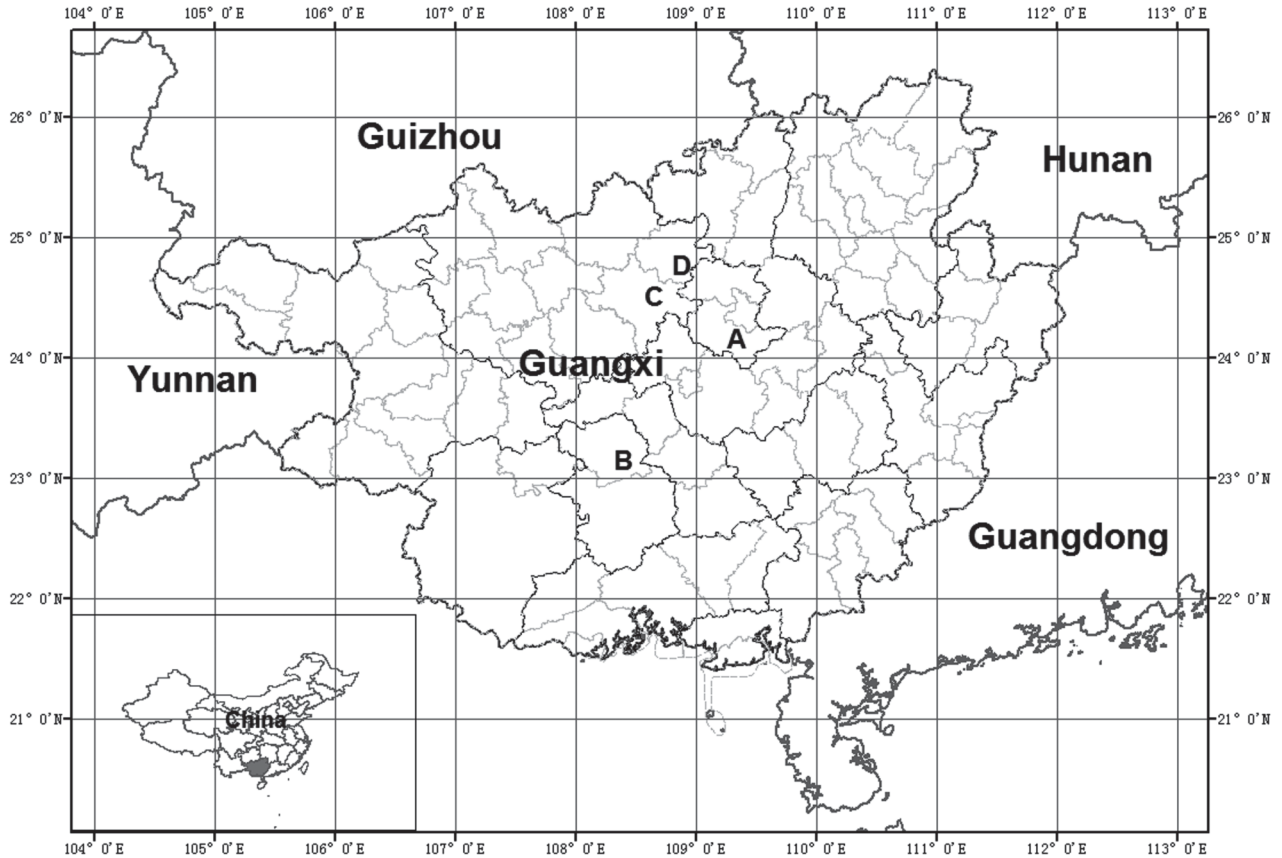 104° 0′E 105° 0′E 106° 0′E 107° 0′E 108° 0′E 109° 0′E 110° 0′E 111° 0′E 112° 0′E 113° 0′E
26° 0′N 26° 0′N
Guizhou
Hunan
25° 0′N 25° 0′N
D
C
A
24° 0′N 24° 0′N
Guangxi
Yunnan
B
23° 0′N 23° 0′N
Guangdong
22° 0′N 22° 0′N
China
21° 0′N 21° 0′N
104° 0′E 105° 0′E 106° 0′E 107° 0′E 108° 0′E 109° 0′E 110° 0′E 111° 0′E 112° 0′E 113° 0′E